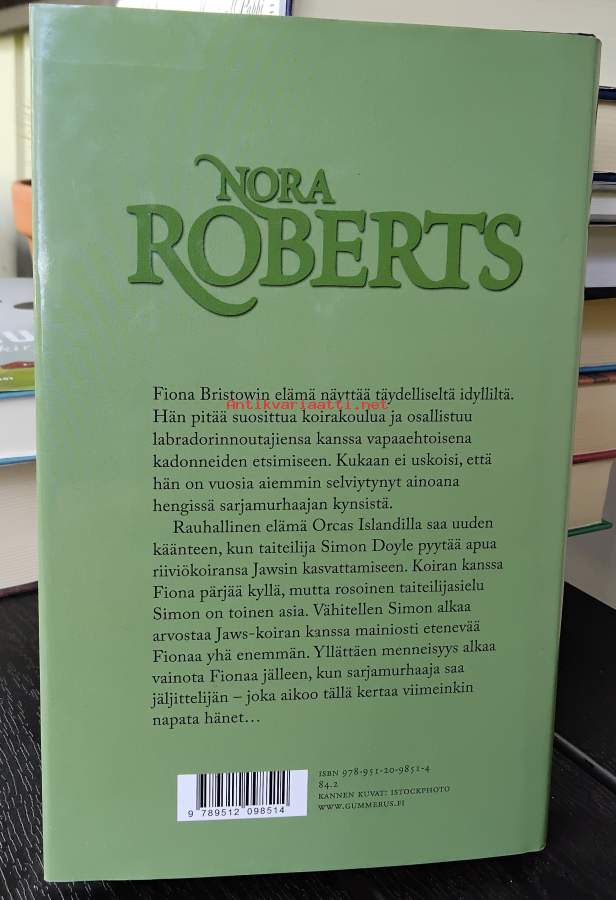 NORA
ROBERTS
Fiona Bristowin elämä näyttää täydelliseltä idylliltä.
Antikvariaatti.net
Hän pitää suosittua koirakoulua ja osallistuu
labradorinnoutajiensa kanssa vapaaehtoisena
kadonneiden etsimiseen. Kukaan ei uskoisi, että
hän on vuosia aiemmin selviytynyt ainoana
hengissä sarjamurhaajan kynsistä.
Rauhallinen elämä Orcas Islandilla saa uuden
käänteen, kun taiteilija Simon Doyle pyytää apua
riiviökoiransa Jawsin kasvattamiseen. Koiran kanssa
Fiona pärjää kyllä, mutta rosoinen taiteilijasielu
Simon on toinen asia. Vähitellen Simon alkaa
arvostaa Jaws-koiran kanssa mainiosti etenevää
Fionaa yhä enemmän. Yllättäen menneisyys alkaa
vainota Fionaa jälleen, kun sarjamurhaaja saa
jäljittelijän – joka aikoo tällä kertaa viimeinkin
napata hänet…
ISBN 978-951-20-9851-4
84.2
KANNEN KUVAT: ISTOCKPHOTO
WWW.GUMMERUS.FI
9 789512 098514